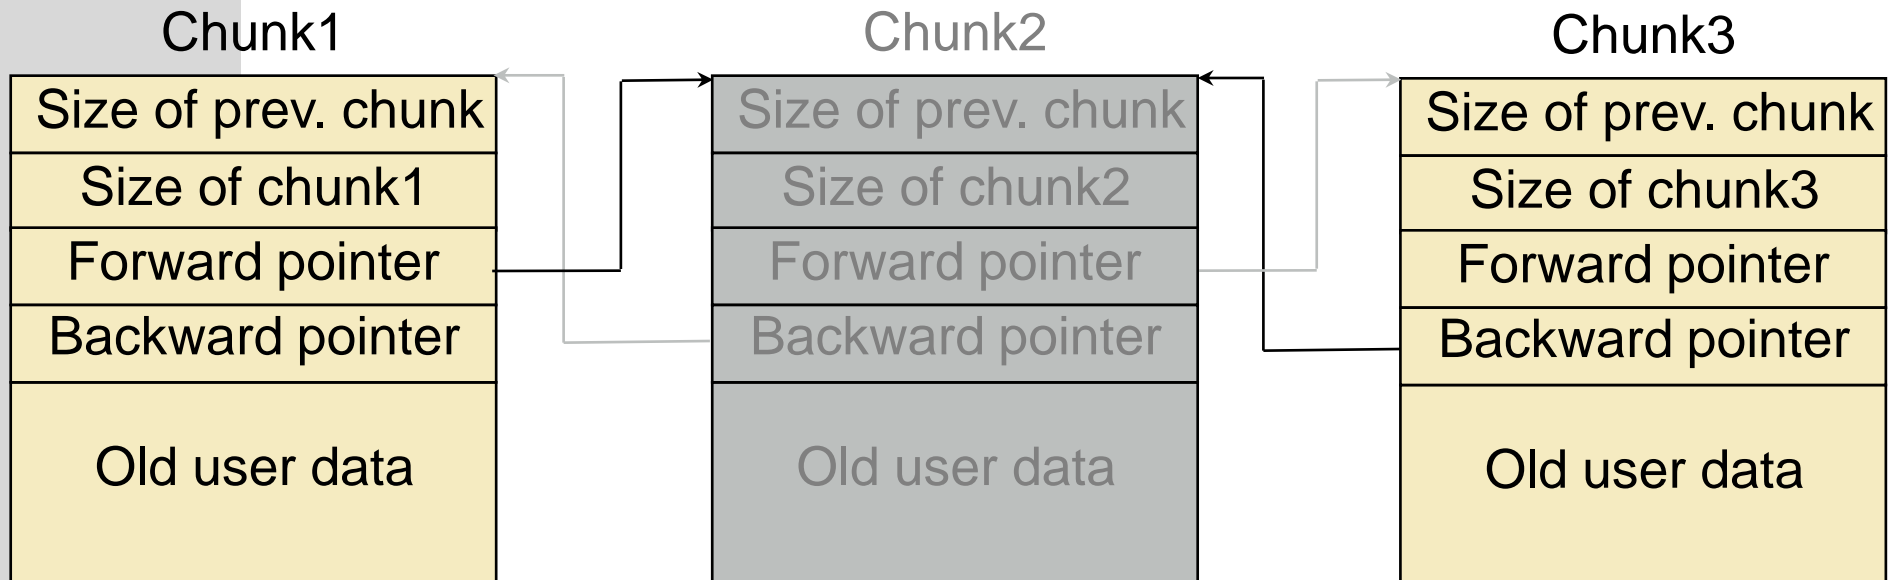 Chunk1
Size of prev. chunk
Size of chunk1
Forward pointer
Backward pointer
Old user data
Chunk2
Size of prev. chunk
Size of chunk2
Forward pointer
Backward pointer
Old user data
Chunk3
Size of prev. chunk
Size of chunk3
Forward pointer
Backward pointer
Old user data